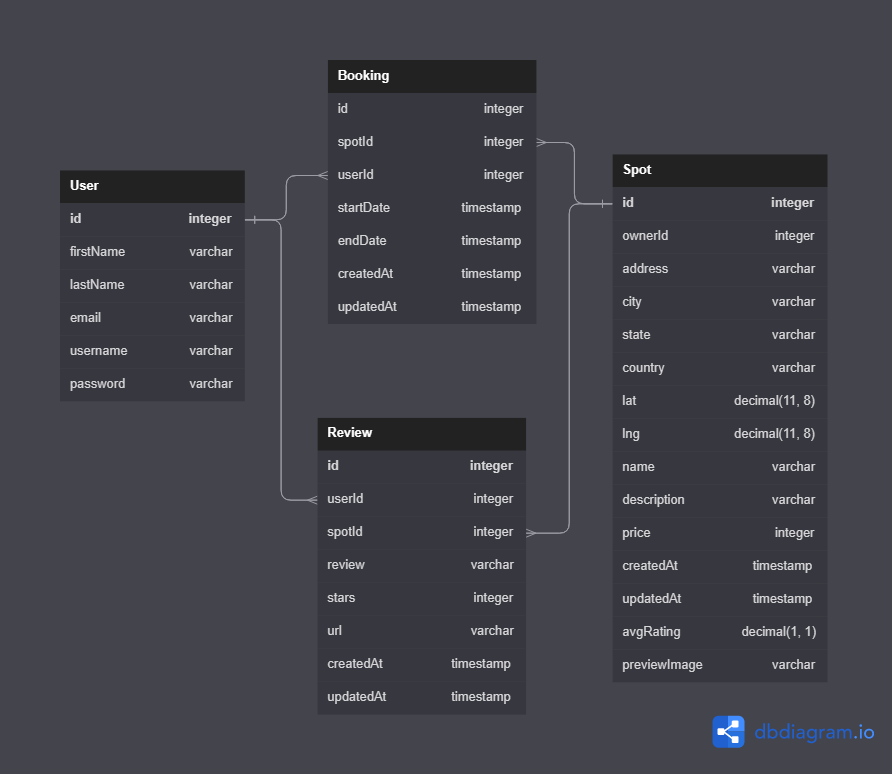 Booking
id integer
spotId integer
userId integer
startDate timestamp
endDate timestamp
createdAt timestamp
updatedAt timestamp
User
id integer
firstName varchar
lastName varchar
email varchar
username varchar
password varchar
Spot
id integer
ownerId integer
address varchar
city varchar
state varchar
country varchar
lat decimal(11, 8)
lng decimal(11, 8)
name varchar
description varchar
price integer
createdAt timestamp
updatedAt timestamp
avgRating decimal(1, 1)
previewImage varchar
Review
id integer
userId integer
spotId integer
review varchar
stars integer
url varchar
createdAt timestamp
updatedAt timestamp
dbdiagram.io